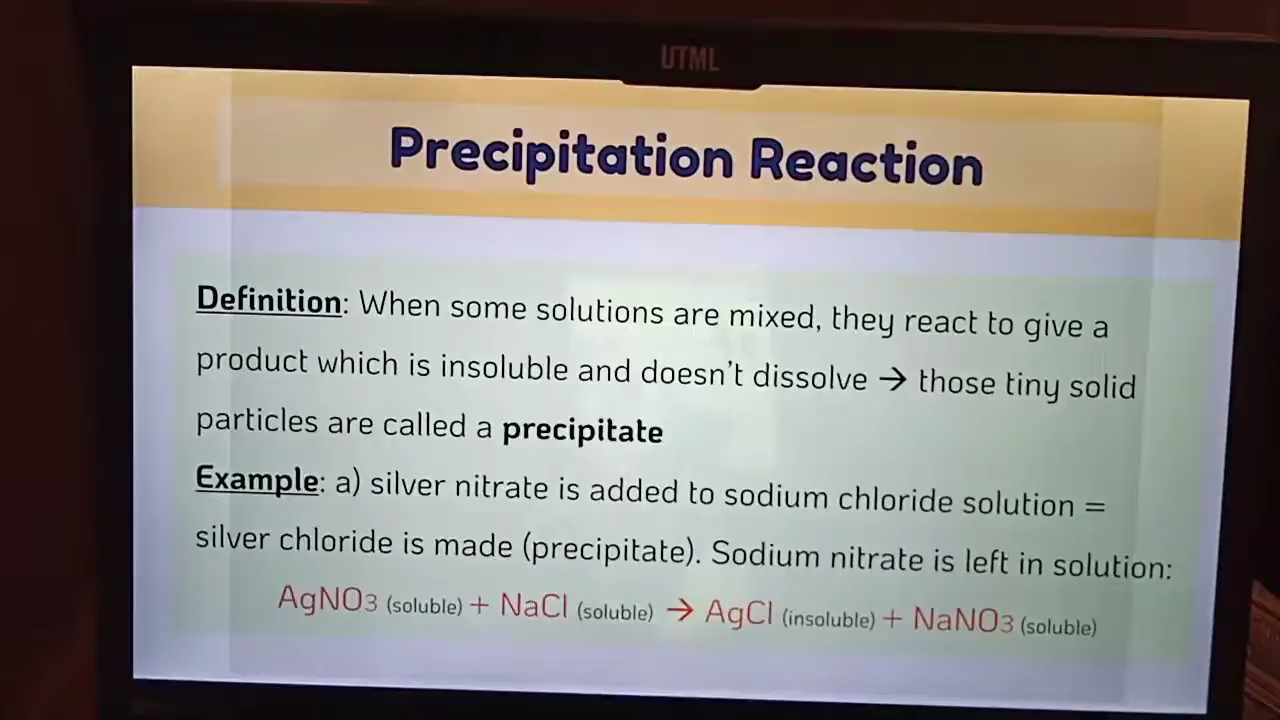 UTML
Precipitation Reaction
Definition: When some solutions are mixed, they react to give a
product which is insoluble and doesn't dissolve → those tiny solid
particles are called a precipitate
Example: a) silver nitrate is added to sodium chloride solution =
silver chloride is made (precipitate). Sodium nitrate is left in solution:
AgNO3 (soluble) + NaCl (soluble) → AgCl (insoluble) + NaNO3 (soluble)